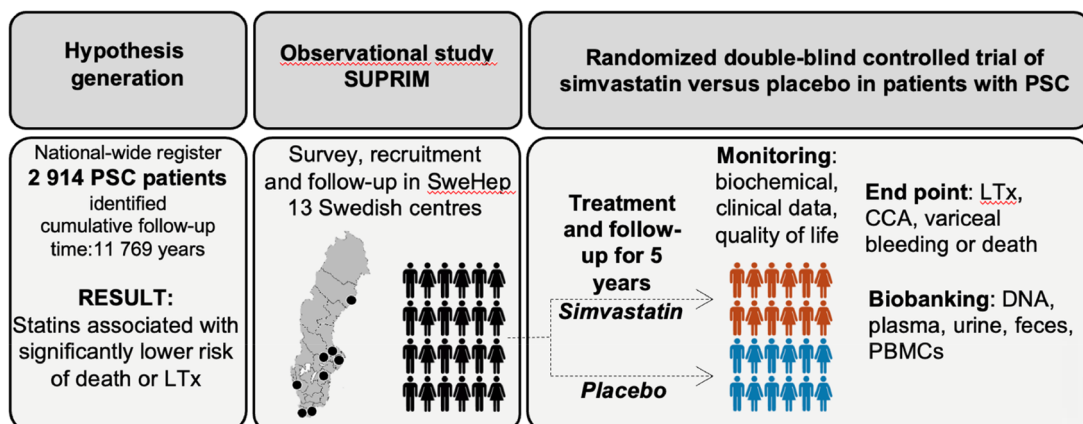 Hypothesis
generation
National-wide register
2 914 PSC patients
identified
cumulative follow-up
time:11 769 years
RESULT:
Statins associated with
significantly lower risk
of death or LTx
Observational study
SUPRIM
Survey, recruitment
and follow-up in SweHep
13 Swedish centres
Randomized double-blind controlled trial of
simvastatin versus placebo in patients with PSC
Treatment
and follow-
up for 5
years
Simvastatin
Placebo
Monitoring:
biochemical,
clinical data,
quality of life
End point: LTx,
CCA, variceal
bleeding or death
Biobanking: DNA,
plasma, urine, feces,
PBMCs